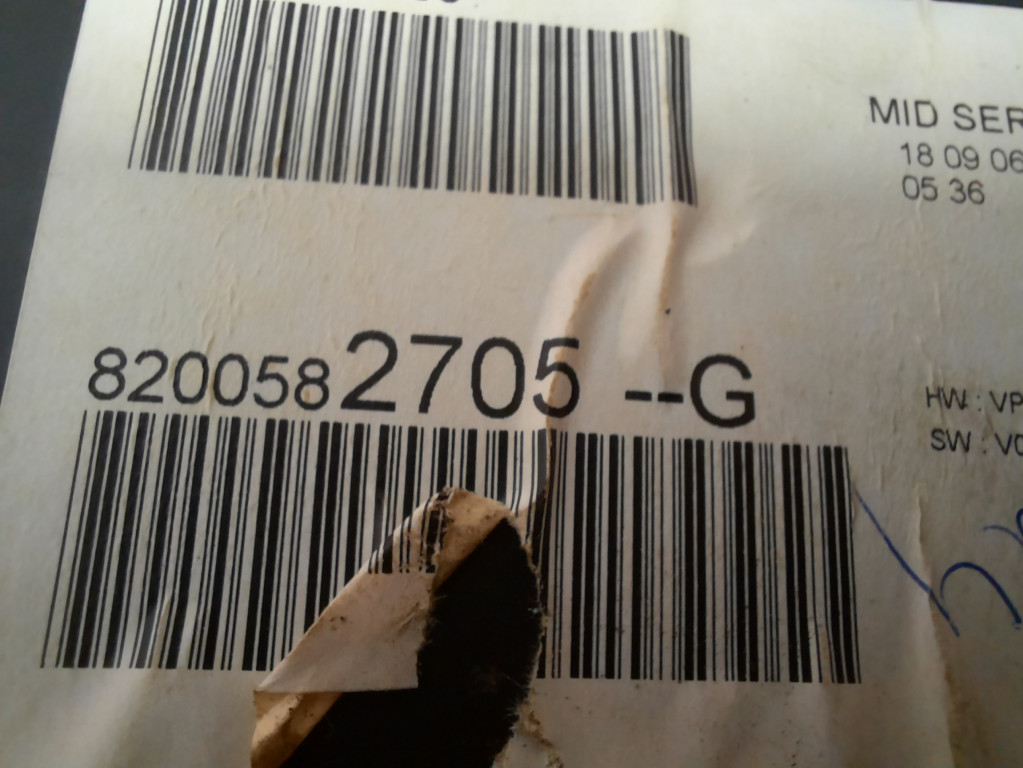 MID SER
18 09 06
05 36
8200582705 --G
HW : VP
SW : V0